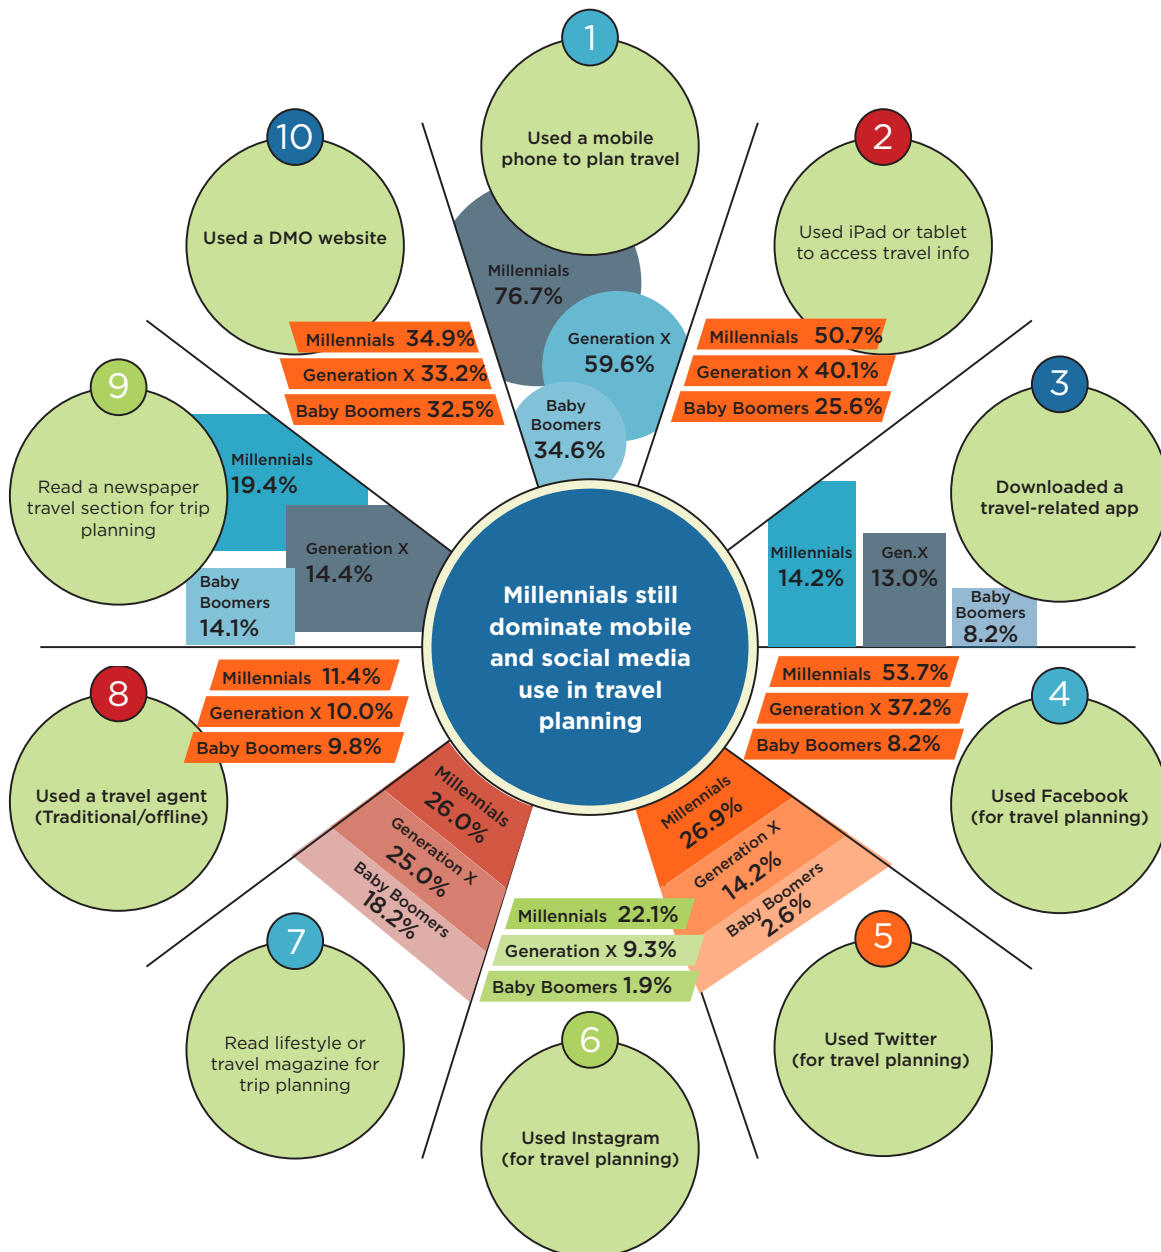 1
Used a mobile
phone to plan travel
Millennials
76.7%
Generation X
59.6%
Baby
Boomers
34.6%
2
Used iPad or tablet
to access travel info
Millennials 50.7%
Generation X 40.1%
Baby Boomers 25.6%
3
Downloaded a
travel-related app
Millennials
14.2%
Gen.X
13.0%
Baby
Boomers
8.2%
4
Used Facebook
(for travel planning)
Millennials 53.7%
Generation X 37.2%
Baby Boomers 8.2%
5
Used Twitter
(for travel planning)
Millennials
26.9%
Generation X
14.2%
Baby Boomers
2.6%
6
Used Instagram
(for travel planning)
Millennials 22.1%
Generation X 9.3%
Baby Boomers 1.9%
7
Read lifestyle or
travel magazine for
trip planning
Millennials
26.0%
Generation X
25.0%
Baby Boomers
18.2%
8
Used a travel agent
(Traditional/offline)
Millennials 11.4%
Generation X 10.0%
Baby Boomers 9.8%
9
Read a newspaper
travel section for trip
planning
Millennials
19.4%
Generation X
14.4%
Baby
Boomers
14.1%
10
Used a DMO website
Millennials 34.9%
Generation X 33.2%
Baby Boomers 32.5%
Millennials still
dominate mobile
and social media
use in travel
planning